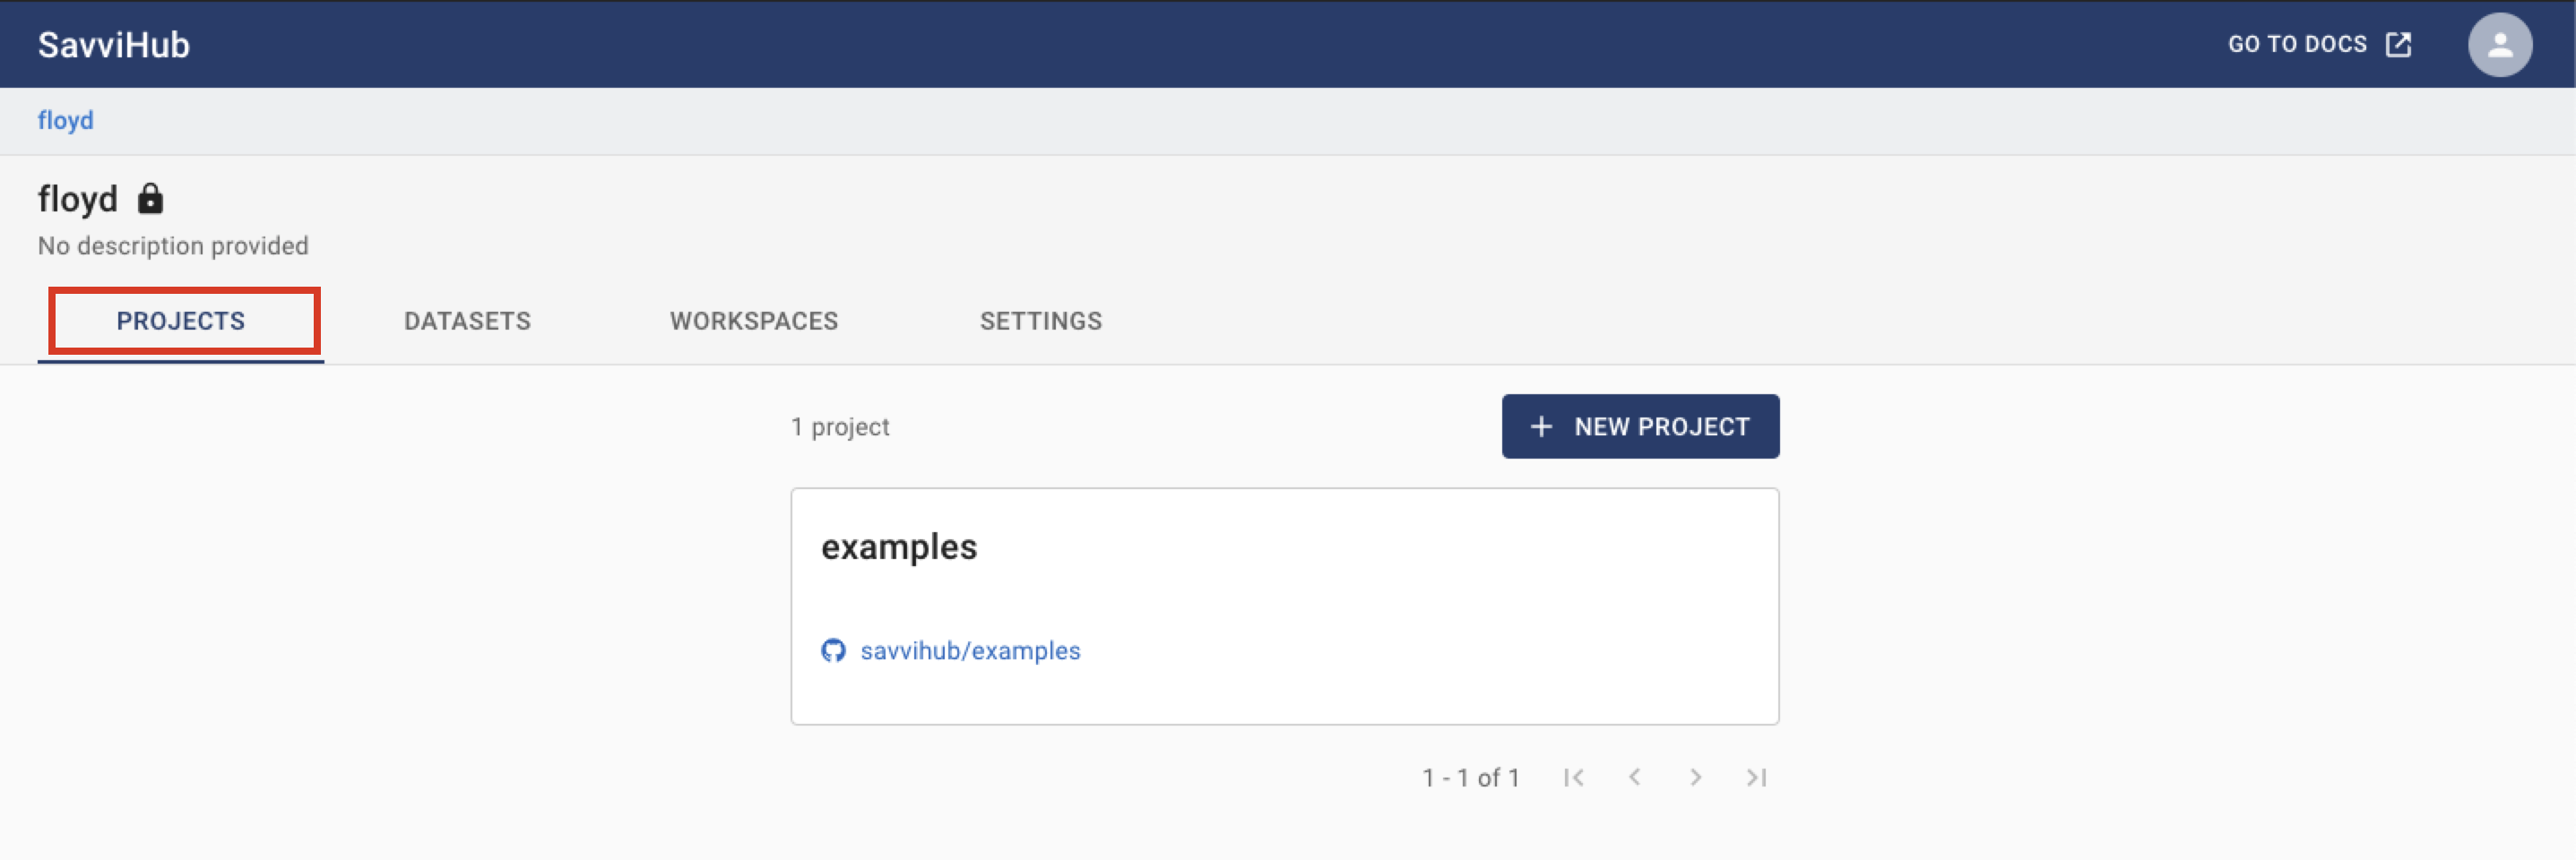 SavviHub
GO TO DOCS
floyd
floyd
No description provided
PROJECTS
DATASETS
WORKSPACES
SETTINGS
1 project
+ NEW PROJECT
examples
savvihub/examples
1 - 1 of 1